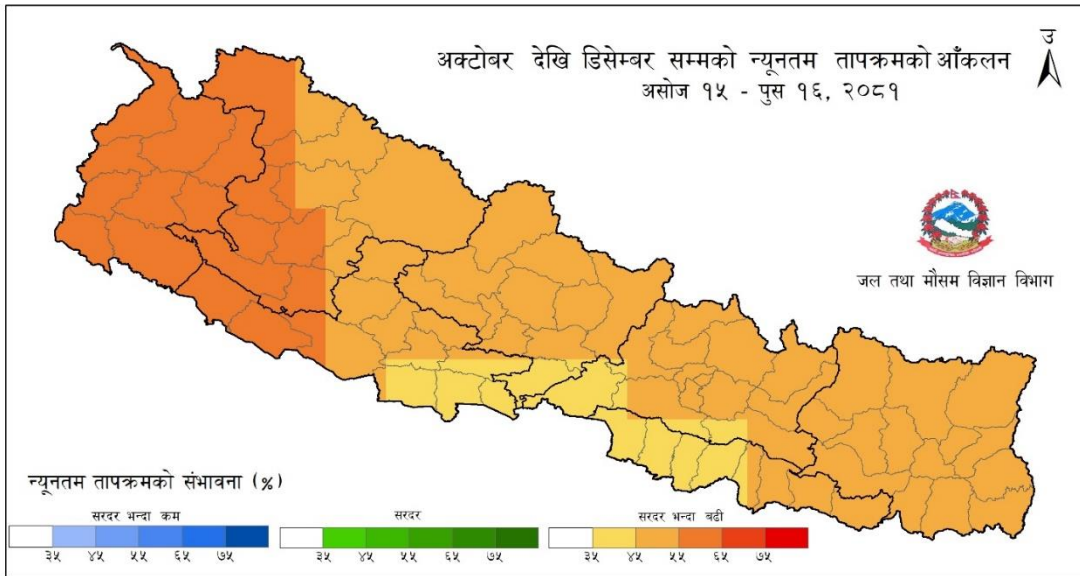 अक्टोबर देखि डिसेम्बर सम्मको न्यूनतम तापक्रमको आँकलन
असोज १५ - पुस १६, २०८१
उ
जल तथा मौसम विज्ञान विभाग
न्यूनतम तापक्रमको संभावना (%)
सरदर भन्दा कम
सरदर
सरदर भन्दा बढी
३५ ४५ ५५ ६५ ७५
३५ ४५ ५५ ६५ ७५
३५ ४५ ५५ ६५ ७५